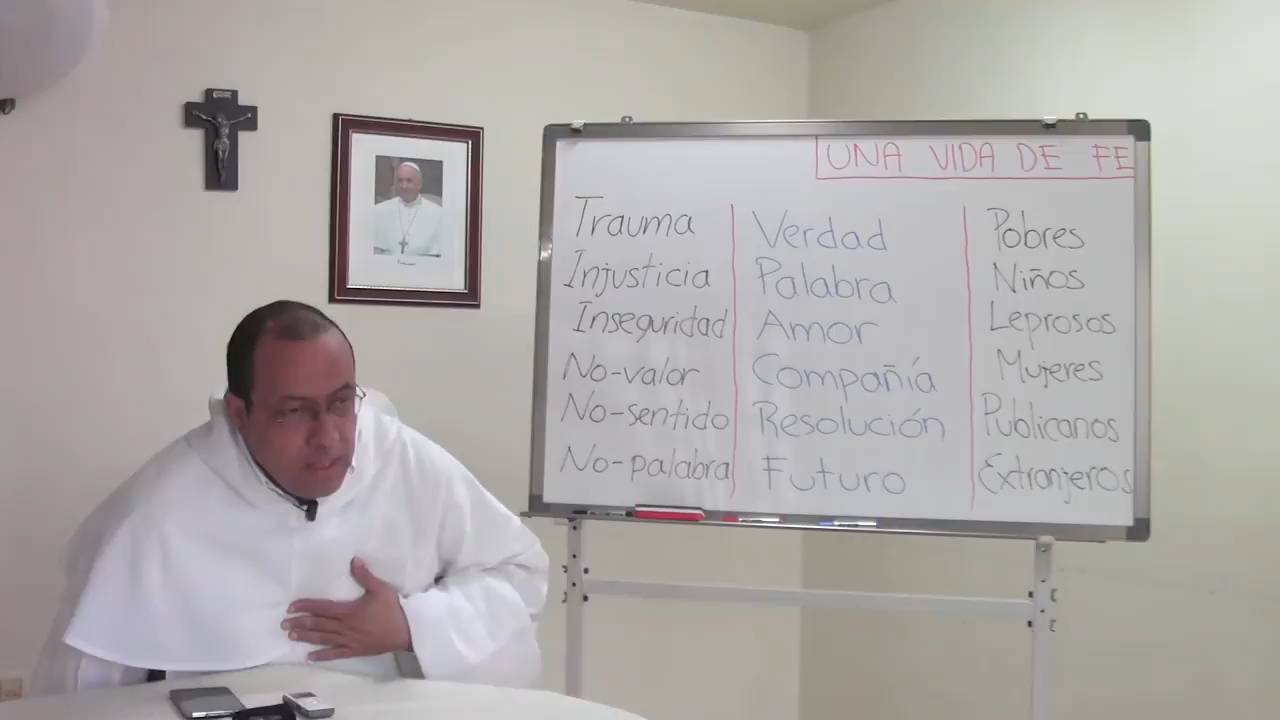 UNA VIDA DE FE
Trauma
Injusticia
Inseguridad
No-valor
No-sentido
No-palabra
Verdad
Palabra
Amor
Compañía
Resolución
Futuro
Pobres
Niños
Leprosos
Mujeres
Publicanos
Extranjeros